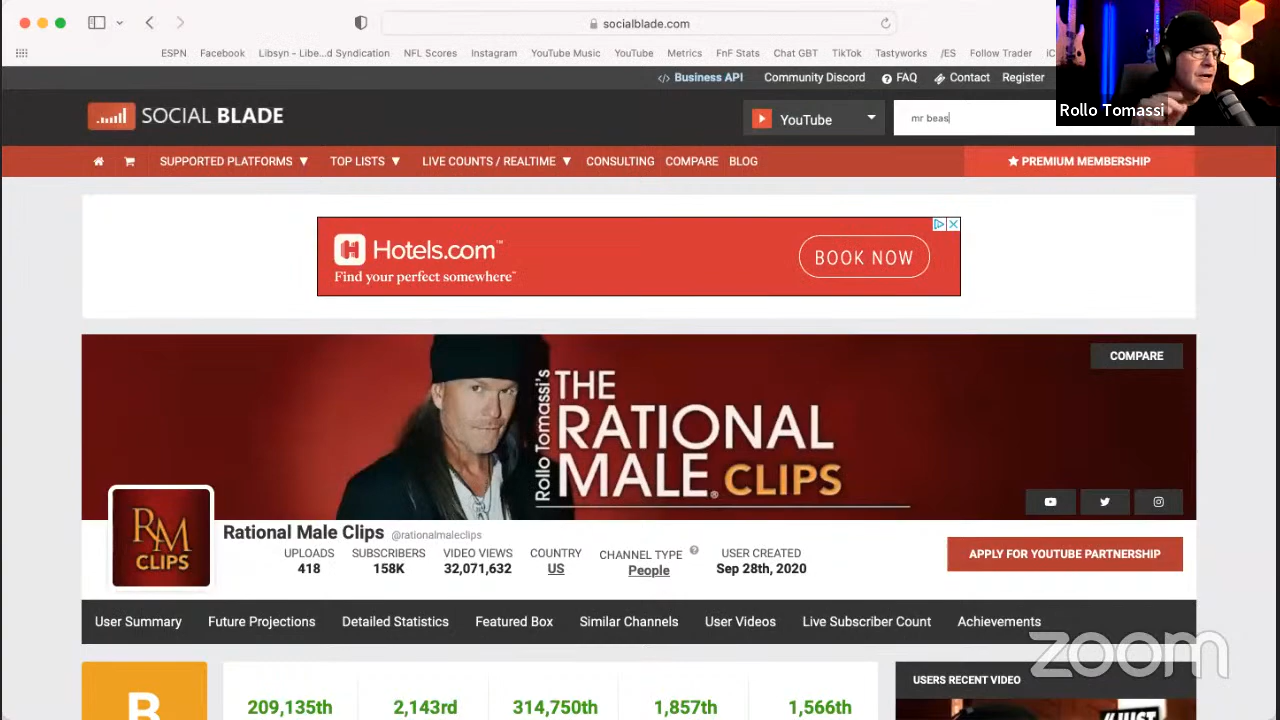 socialblade.com
ESPN Facebook Libsyn - Libe...d Syndication NFL Scores Instagram YouTube Music YouTube Metrics FnF Stats Chat GBT TikTok Tastyworks /ES Follow Trader
</> Business API Community Discord FAQ Contact Register
Rollo Tomassi
SOCIAL BLADE
YouTube
mr beas
SUPPORTED PLATFORMS TOP LISTS LIVE COUNTS / REALTIME CONSULTING COMPARE BLOG
PREMIUM MEMBERSHIP
Hotels.com™
Find your perfect somewhere™
BOOK NOW
COMPARE
Rollo Tomassi's
THE
RATIONAL
MALE® CLIPS
RM
CLIPS
Rational Male Clips @rationalmaleclips
UPLOADS SUBSCRIBERS VIDEO VIEWS COUNTRY CHANNEL TYPE USER CREATED
418 158K 32,071,632 US People Sep 28th, 2020
APPLY FOR YOUTUBE PARTNERSHIP
User Summary Future Projections Detailed Statistics Featured Box Similar Channels User Videos Live Subscriber Count Achievements
zoom
B
209,135th 2,143rd 314,750th 1,857th 1,566th
USERS RECENT VIDEO